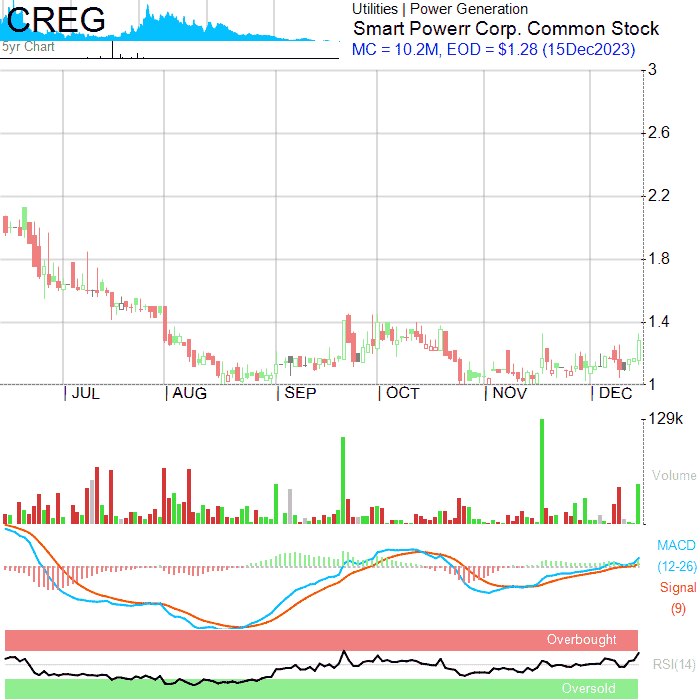 CREG
5yr Chart
Utilities | Power Generation
Smart Powerr Corp. Common Stock
MC = 10.2M, EOD = $1.28 (15Dec2023)
3
2.6
2.2
1.8
1.4
1
JUL AUG SEP OCT NOV DEC
129k
Volume
MACD
(12-26)
Signal
(9)
Overbought
RSI(14)
Oversold